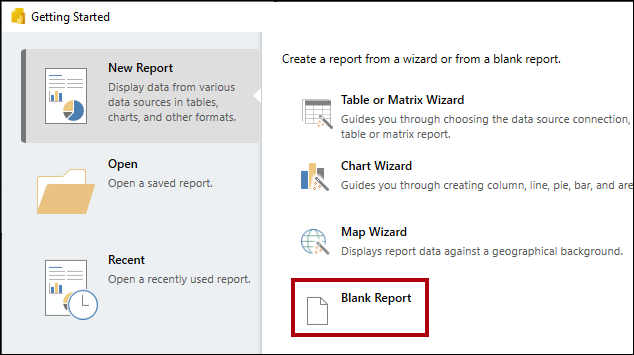 Getting Started
New Report
Display data from various
data sources in tables,
charts, and other formats.
Open
Open a saved report.
Recent
Open a recently used report.
Create a report from a wizard or from a blank report.
Table or Matrix Wizard
Guides you through choosing the data source connection,
table or matrix report.
Chart Wizard
Guides you through creating column, line, pie, bar, and are
Map Wizard
Displays report data against a geographical background.
Blank Report